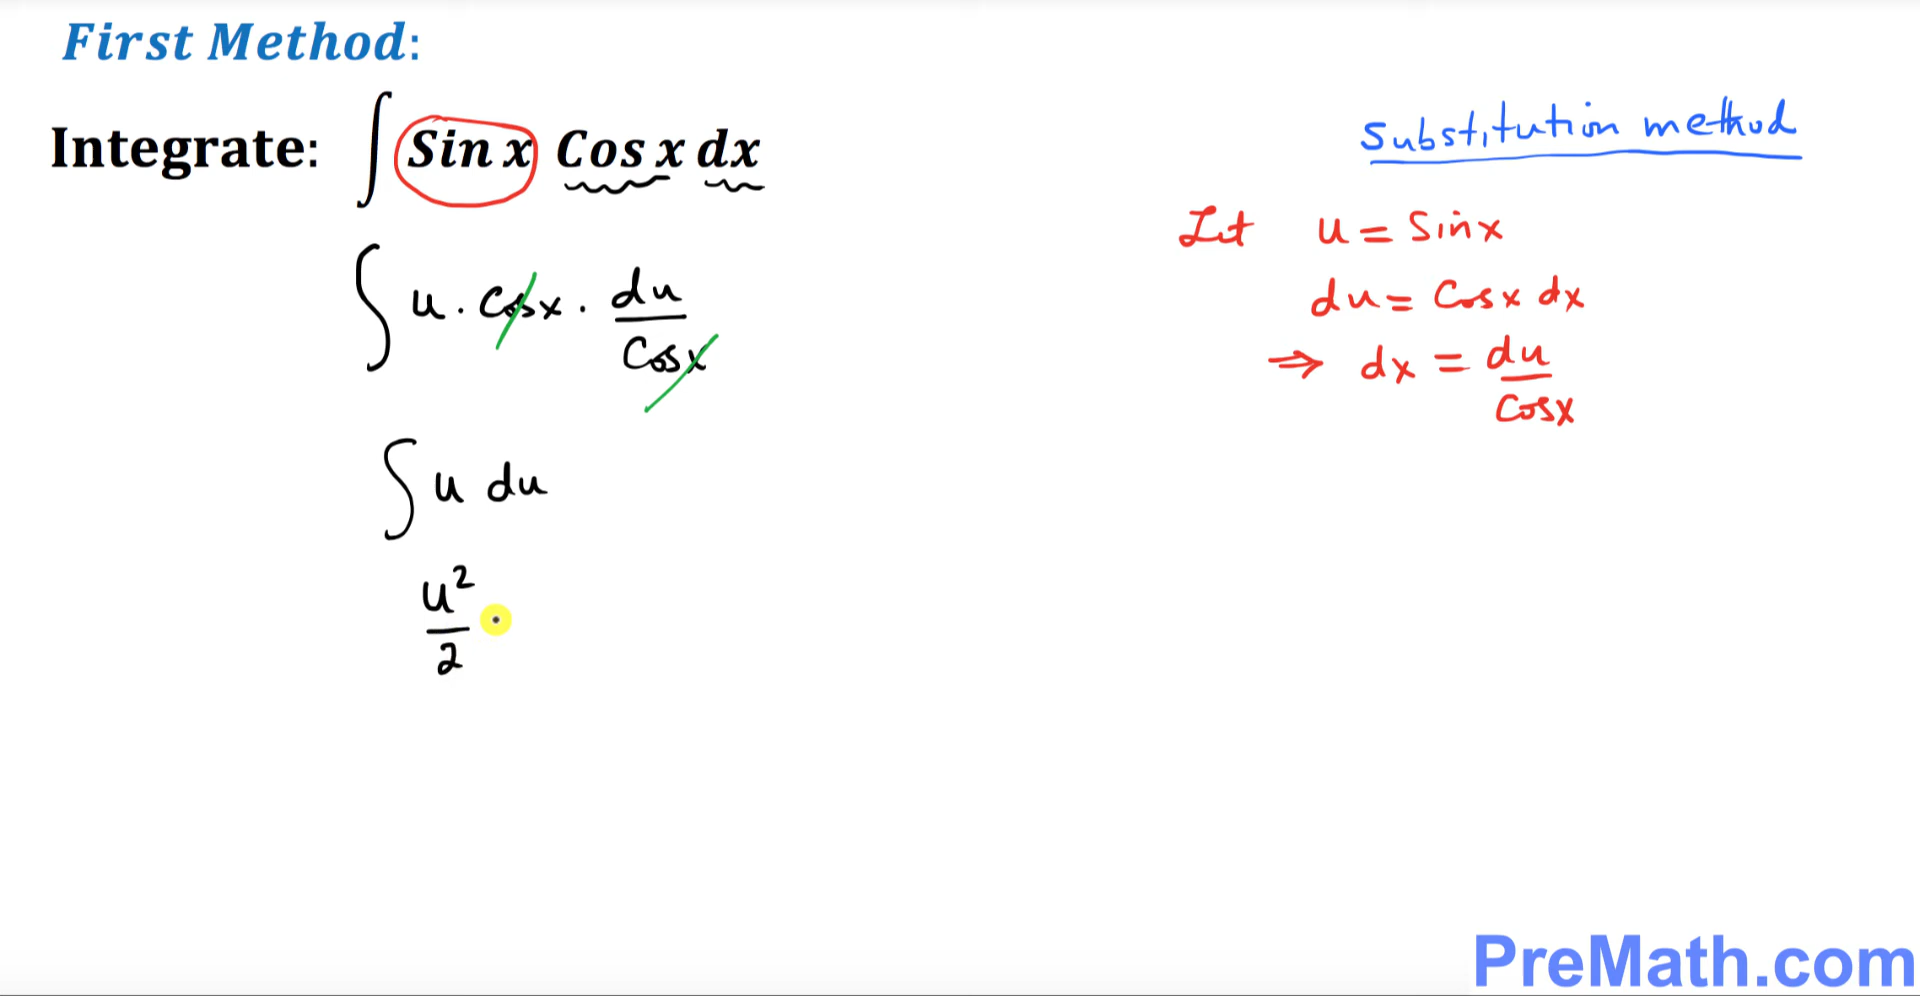 First Method:
Integrate: ∫ Sin x Cos x dx
Substitution method
Let u = Sinx
du = Cosx dx
⇒ dx = du/Cosx
∫ u . Cosx . du/Cosx
∫ u du
u²/2
PreMath.com